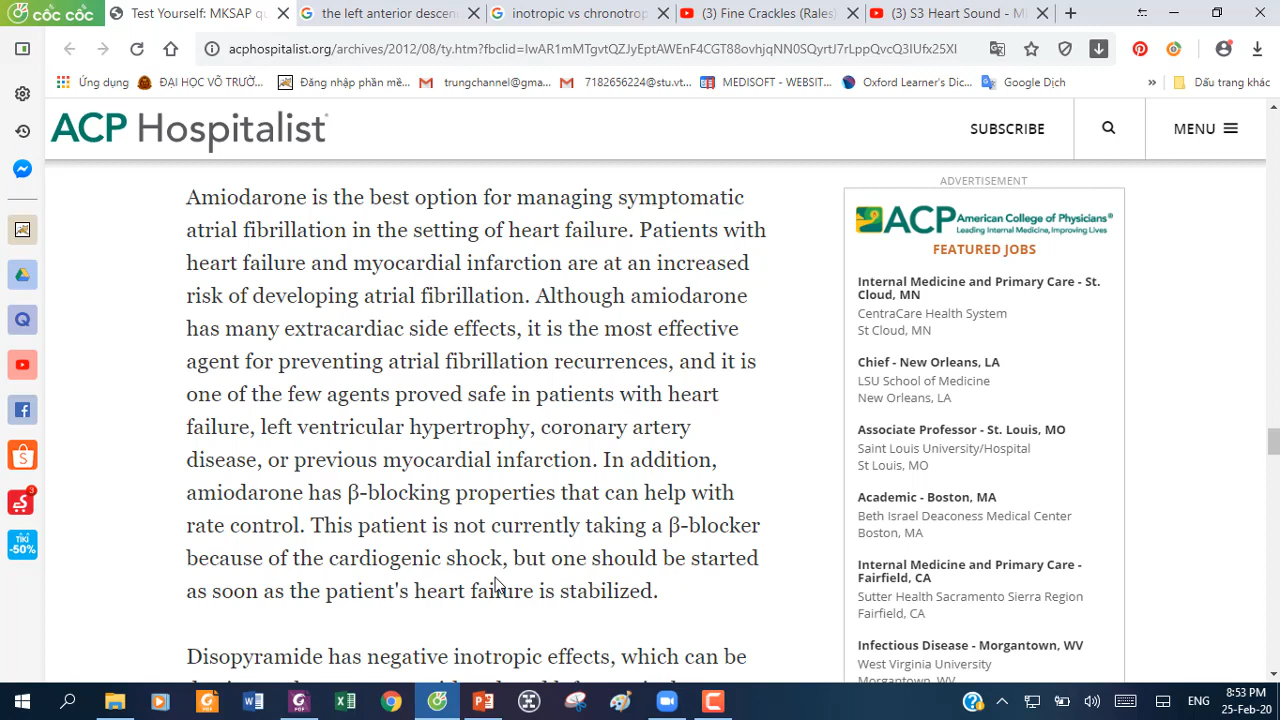 cốc cốc
Test Yourself: MKSAP qu
the left anterior descen
inotropic vs chronotrop
(3) Fine Crackles (Rales)
(3) S3 Heart Sound - M
acphospitalist.org/archives/2012/08/ty.htm?fbclid=IwAR1mMTgvtQZJyEptAWEnF4CGT88ovhjqNN0SQyrtJ7rLppQvcQ3IUfx25XI
Ứng dụng
ĐẠI HỌC VÕ TRƯỜ...
Đăng nhập phần mề...
trungchannel@gma...
7182656224@stu.vt...
MEDISOFT - WEBSIT...
Oxford Learner's Dic...
Google Dịch
»
Dấu trang khác
ACP Hospitalist
SUBSCRIBE
MENU
Amiodarone is the best option for managing symptomatic
atrial fibrillation in the setting of heart failure. Patients with
heart failure and myocardial infarction are at an increased
risk of developing atrial fibrillation. Although amiodarone
has many extracardiac side effects, it is the most effective
agent for preventing atrial fibrillation recurrences, and it is
one of the few agents proved safe in patients with heart
failure, left ventricular hypertrophy, coronary artery
disease, or previous myocardial infarction. In addition,
amiodarone has β-blocking properties that can help with
rate control. This patient is not currently taking a β-blocker
because of the cardiogenic shock, but one should be started
as soon as the patient's heart failure is stabilized.
Disopyramide has negative inotropic effects, which can be
ADVERTISEMENT
ACP American College of Physicians®
Leading Internal Medicine, Improving Lives
FEATURED JOBS
Internal Medicine and Primary Care - St.
Cloud, MN
CentraCare Health System
St Cloud, MN
Chief - New Orleans, LA
LSU School of Medicine
New Orleans, LA
Associate Professor - St. Louis, MO
Saint Louis University/Hospital
St Louis, MO
Academic - Boston, MA
Beth Israel Deaconess Medical Center
Boston, MA
Internal Medicine and Primary Care -
Fairfield, CA
Sutter Health Sacramento Sierra Region
Fairfield, CA
Infectious Disease - Morgantown, WV
West Virginia University
Morgantown, WV
3
TIKI
-50%
ENG
8:53 PM
25-Feb-20